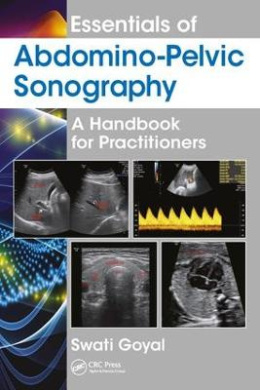 Essentials of
Abdomino-Pelvic
Sonography
A Handbook
for Practitioners
Swati Goyal
CRC Press